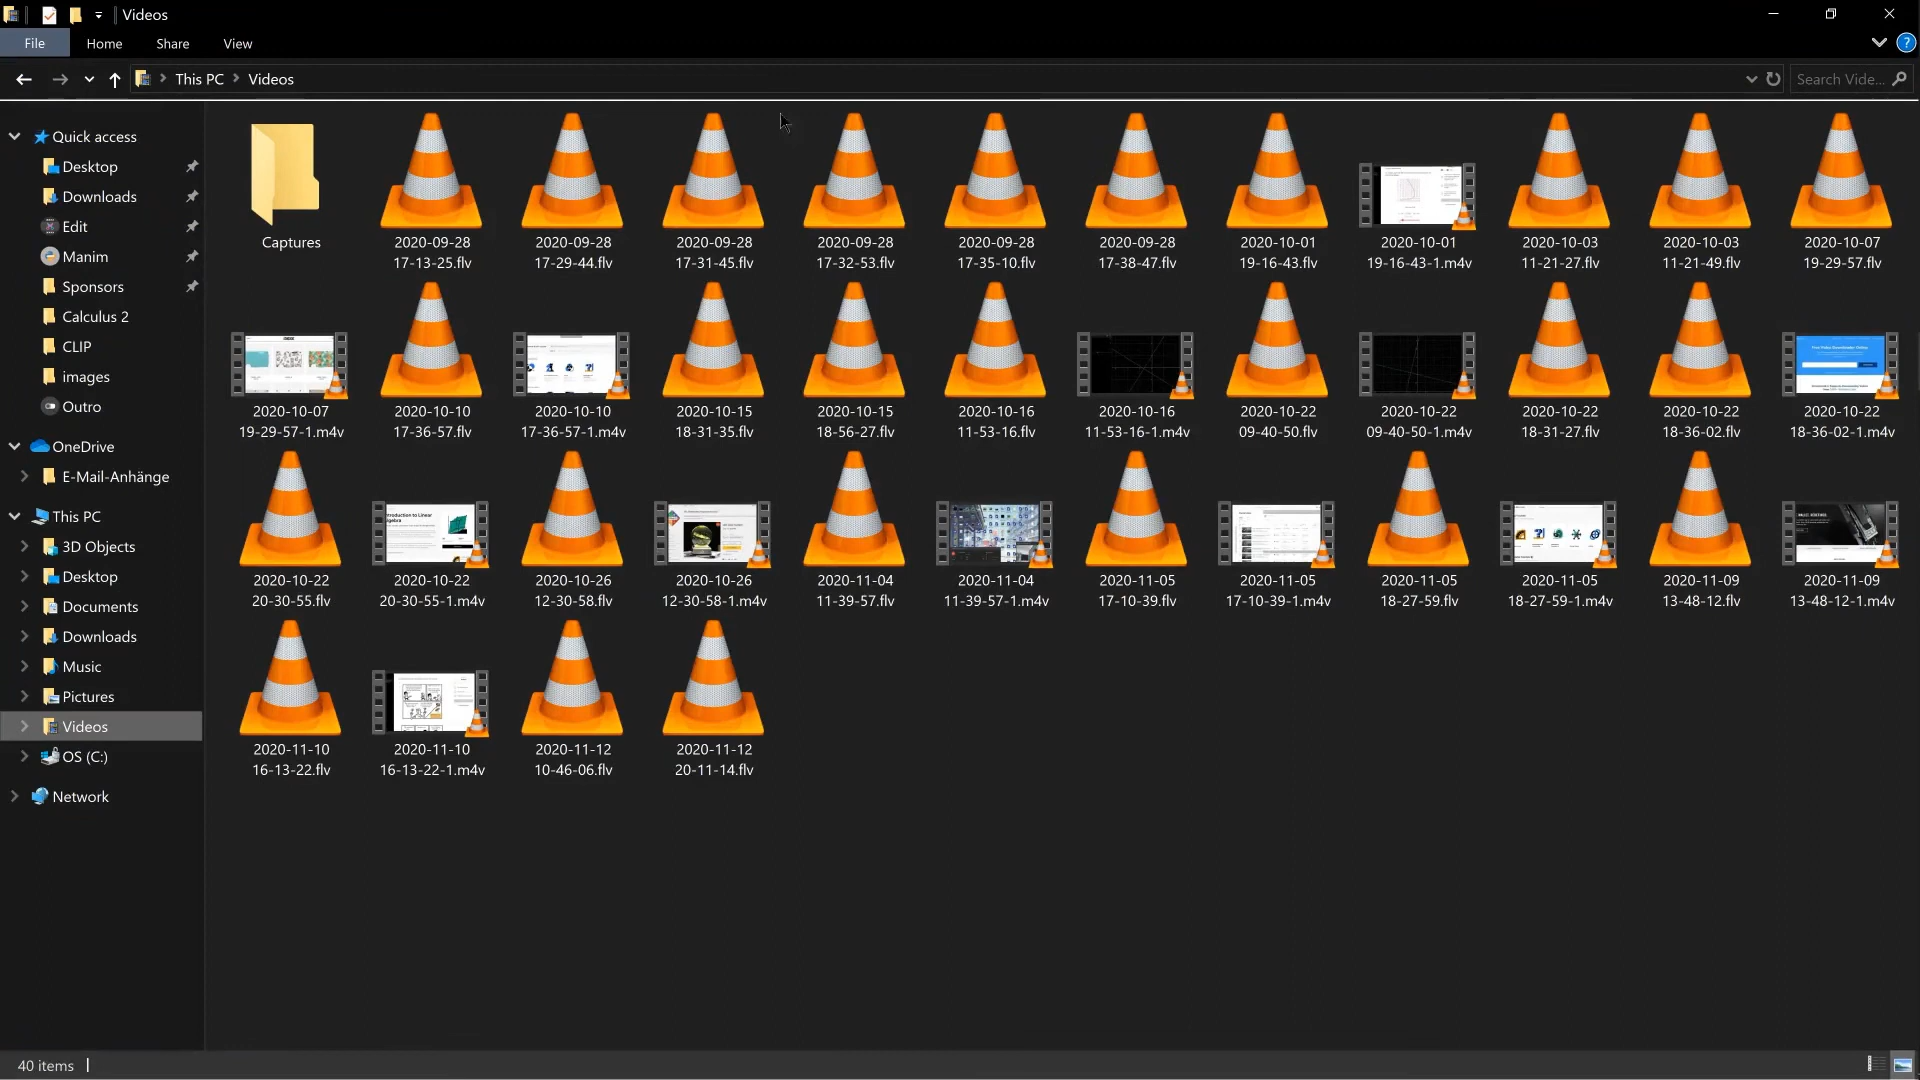 Videos
File Home Share View
This PC Videos
Search Vide...
Quick access
Desktop
Downloads
Edit
Manim
Sponsors
Calculus 2
CLIP
images
Outro
OneDrive
E-Mail-Anhänge
This PC
3D Objects
Desktop
Documents
Downloads
Music
Pictures
Videos
OS (C:)
Network
Captures
2020-09-28
17-13-25.flv
2020-09-28
17-29-44.flv
2020-09-28
17-31-45.flv
2020-09-28
17-32-53.flv
2020-09-28
17-35-10.flv
2020-09-28
17-38-47.flv
2020-10-01
19-16-43.flv
2020-10-01
19-16-43-1.m4v
2020-10-03
11-21-27.flv
2020-10-03
11-21-49.flv
2020-10-07
19-29-57.flv
2020-10-07
19-29-57-1.m4v
2020-10-10
17-36-57.flv
2020-10-10
17-36-57-1.m4v
2020-10-15
18-31-35.flv
2020-10-15
18-56-27.flv
2020-10-16
11-53-16.flv
2020-10-16
11-53-16-1.m4v
2020-10-22
09-40-50.flv
2020-10-22
09-40-50-1.m4v
2020-10-22
18-31-27.flv
2020-10-22
18-36-02.flv
2020-10-22
18-36-02-1.m4v
2020-10-22
20-30-55.flv
2020-10-22
20-30-55-1.m4v
2020-10-26
12-30-58.flv
2020-10-26
12-30-58-1.m4v
2020-11-04
11-39-57.flv
2020-11-04
11-39-57-1.m4v
2020-11-05
17-10-39.flv
2020-11-05
17-10-39-1.m4v
2020-11-05
18-27-59.flv
2020-11-05
18-27-59-1.m4v
2020-11-09
13-48-12.flv
2020-11-09
13-48-12-1.m4v
2020-11-10
16-13-22.flv
2020-11-10
16-13-22-1.m4v
2020-11-12
10-46-06.flv
2020-11-12
20-11-14.flv
40 items